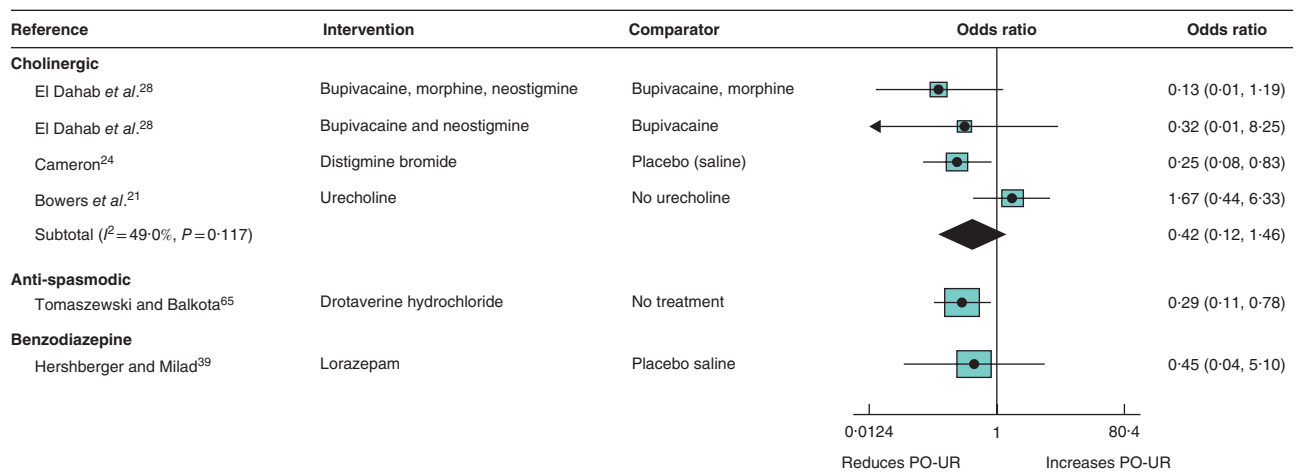 Reference Intervention Comparator Odds ratio Odds ratio
Cholinergic
El Dahab et al.28 Bupivacaine, morphine, neostigmine Bupivacaine, morphine 0·13 (0·01, 1·19)
El Dahab et al.28 Bupivacaine and neostigmine Bupivacaine 0·32 (0·01, 8·25)
Cameron24 Distigmine bromide Placebo (saline) 0·25 (0·08, 0·83)
Bowers et al.21 Urecholine No urecholine 1·67 (0·44, 6·33)
Subtotal (I2=49·0%, P=0·117) 0·42 (0·12, 1·46)
Anti-spasmodic
Tomaszewski and Balkota65 Drotaverine hydrochloride No treatment 0·29 (0·11, 0·78)
Benzodiazepine
Hershberger and Milad39 Lorazepam Placebo saline 0·45 (0·04, 5·10)
0·0124 1 80·4
Reduces PO-UR Increases PO-UR